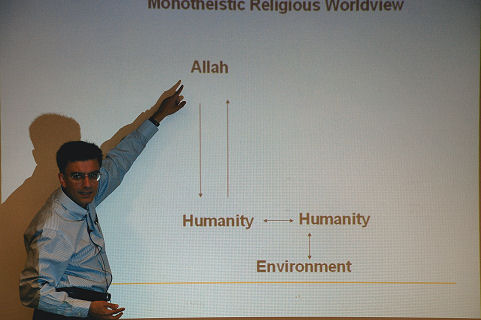 Monotheistic Religious Worldview
Allah
Humanity Humanity
Environment